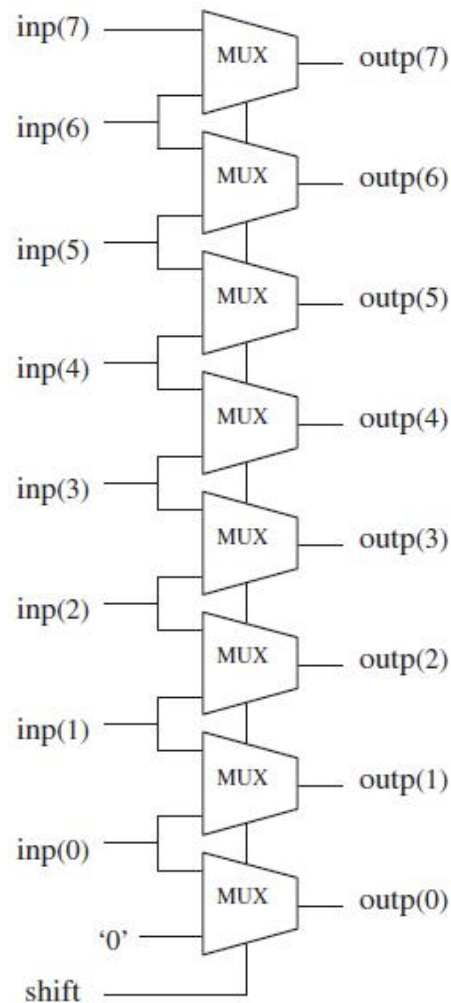 inp(7)
MUX
outp(7)
inp(6)
MUX
outp(6)
inp(5)
MUX
outp(5)
inp(4)
MUX
outp(4)
inp(3)
MUX
outp(3)
inp(2)
MUX
outp(2)
inp(1)
MUX
outp(1)
inp(0)
MUX
outp(0)
‘0’
shift